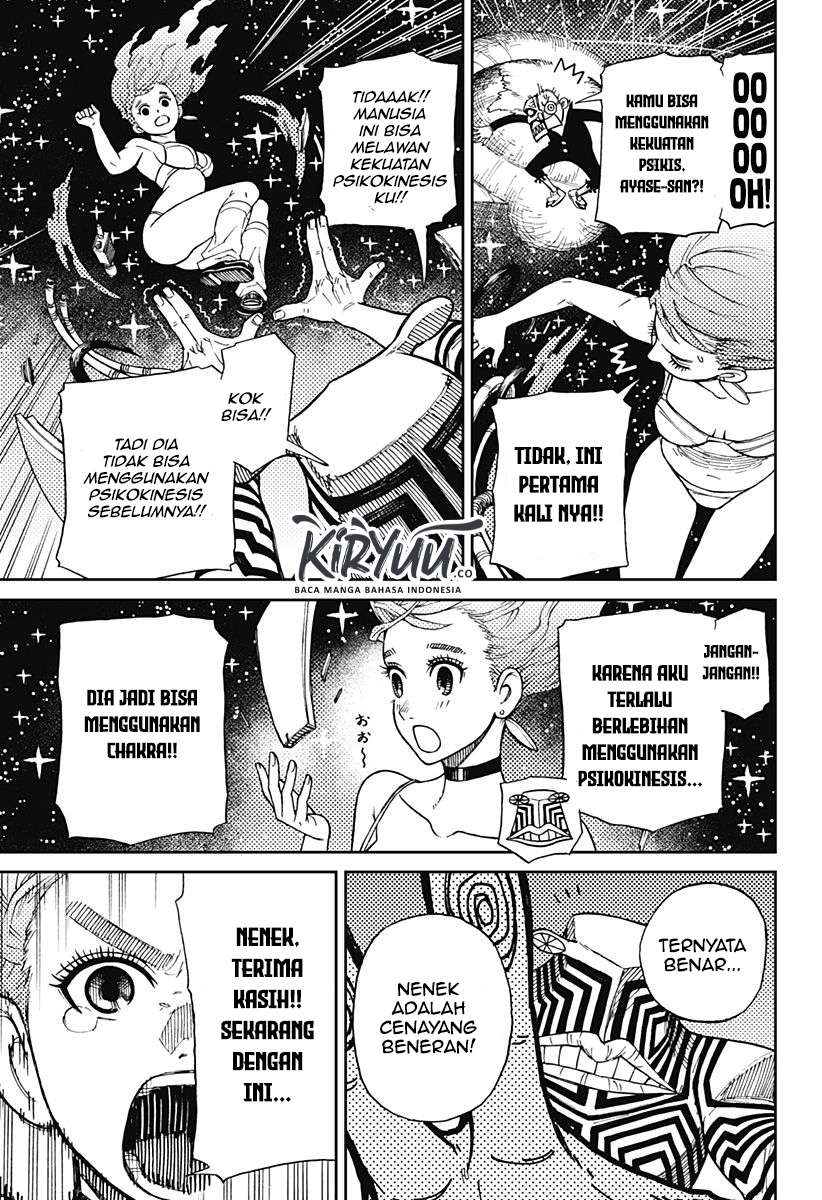 OO
OO
OO
OH!
KAMU BISA
MENGGUNAKAN
KEKUATAN
PSIKIS,
AYASE-SAN?!
TIDAK, INI
PERTAMA
KALI NYA!!
TIDAAAK!!
MANUSIA
INI BISA
MELAWAN
KEKUATAN
PSIKOKINESIS
KU!!
KOK
BISA!!
TADI DIA
TIDAK BISA
MENGGUNAKAN
PSIKOKINESIS
SEBELUMNYA!!
KIRYUU.CO
BACA MANGA BAHASA INDONESIA
JANGAN-
JANGAN!!
KARENA AKU
TERLALU
BERLEBIHAN
MENGGUNAKAN
PSIKOKINESIS...
おお〜
DIA JADI BISA
MENGGUNAKAN
CHAKRA!!
TERNYATA
BENAR...
NENEK
ADALAH
CENAYANG
BENERAN!
NENEK,
TERIMA
KASIH!!
SEKARANG
DENGAN
INI...